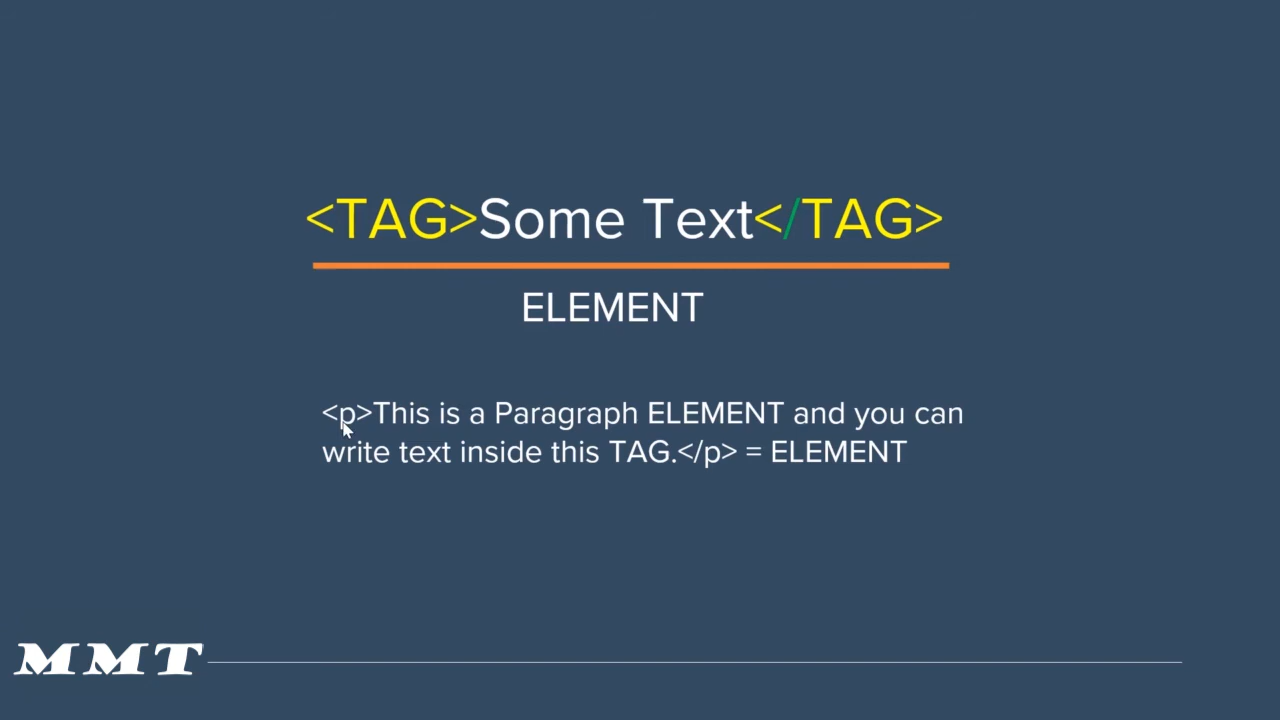 <TAG>Some Text</TAG>
ELEMENT
<p>This is a Paragraph ELEMENT and you can
write text inside this TAG.</p> = ELEMENT
MMT